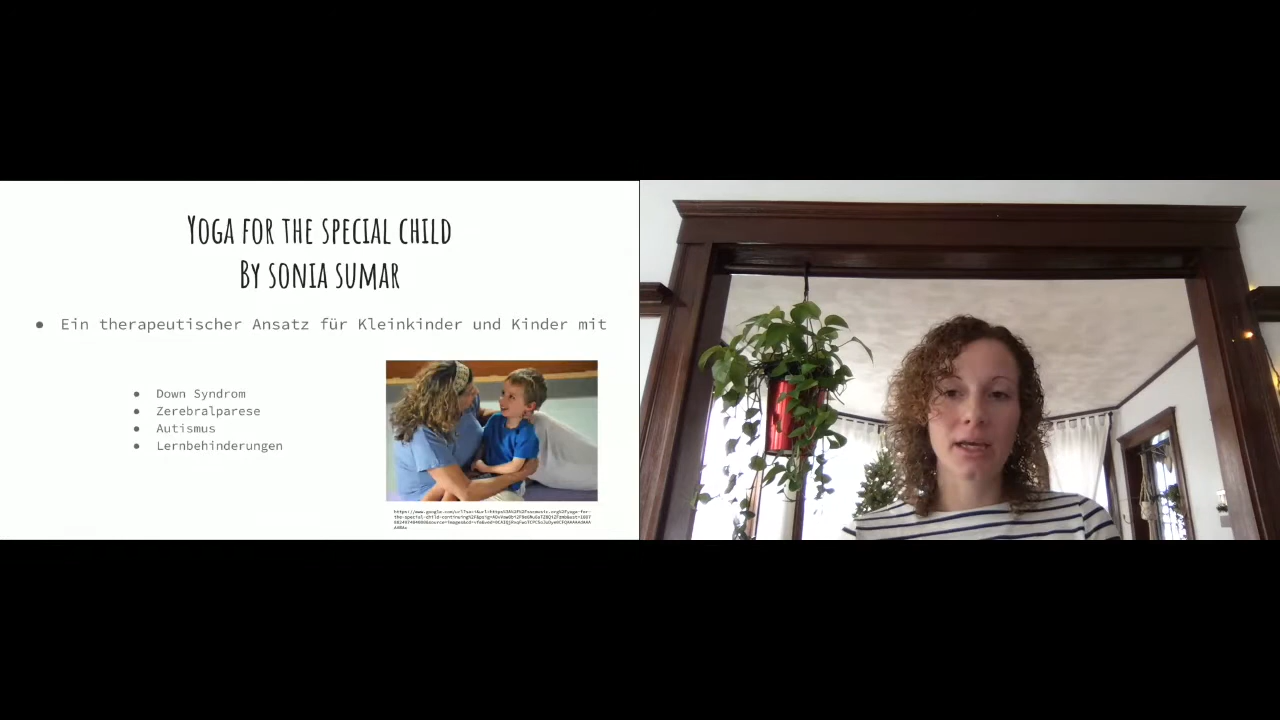 YOGA FOR THE SPECIAL CHILD
BY SONIA SUMAR
● Ein therapeutischer Ansatz für Kleinkinder und Kinder mit
● Down Syndrom
● Zerebralparese
● Autismus
● Lernbehinderungen